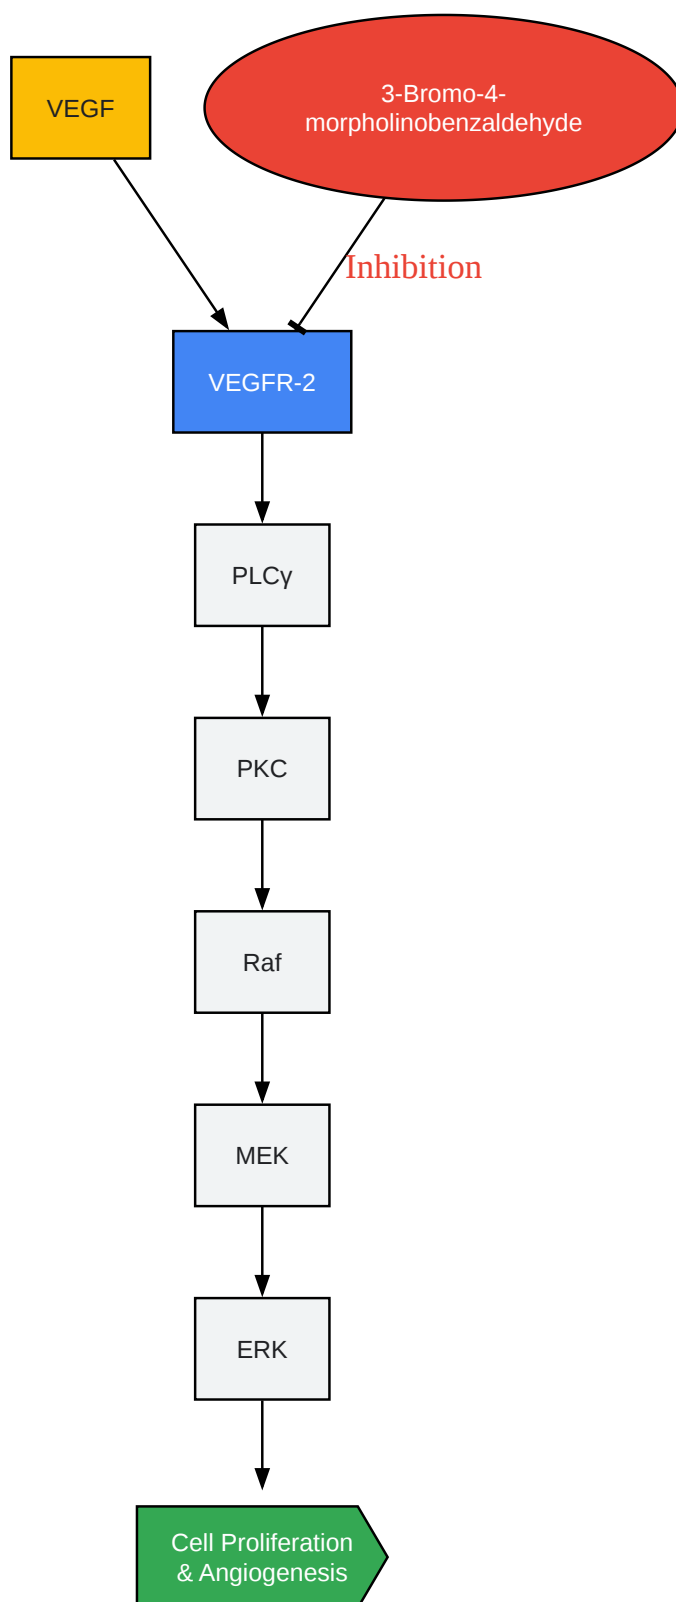 VEGF
3-Bromo-4-
morpholinobenzaldehyde
Inhibition
VEGFR-2
PLCγ
PKC
Raf
MEK
ERK
Cell Proliferation
& Angiogenesis